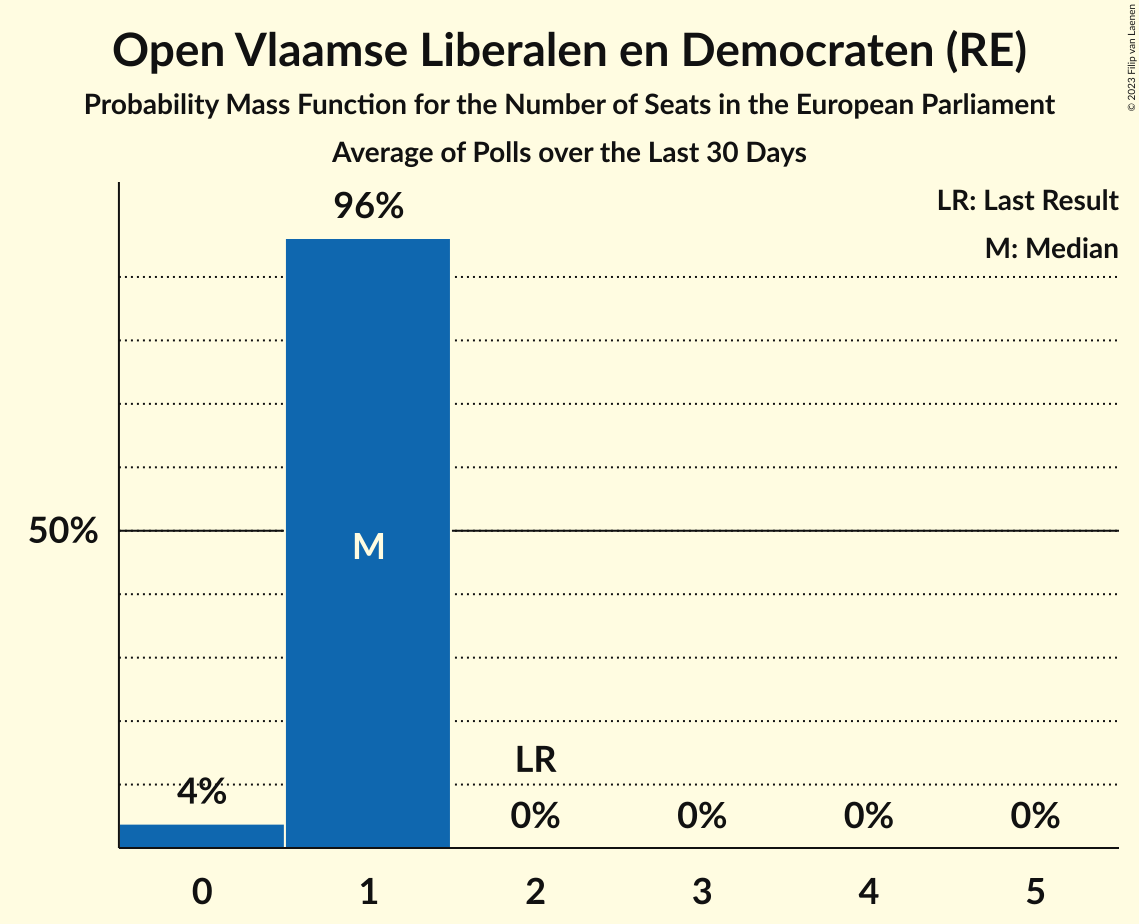 Open Vlaamse Liberalen en Democraten (RE)
Probability Mass Function for the Number of Seats in the European Parliament
Average of Polls over the Last 30 Days
© 2023 Filip van Laenen
LR: Last Result
M: Median
96%
50%
M
LR
4%
0%
0%
0%
0%
0
1
2
3
4
5